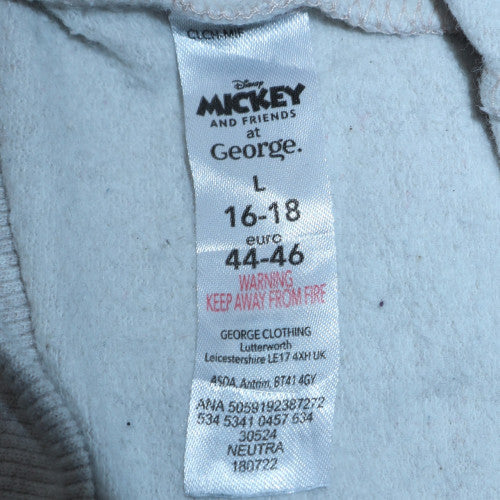 CLCH-MIF
Disney
MICKEY
AND FRIENDS
at
George.
L
16-18
euro
44-46
WARNING
KEEP AWAY FROM FIRE
GEORGE CLOTHING
Lutterworth
Leicestershire LE17 4XH UK
ASDA, Antrim, BT41 4GY
ANA 5059192387272
534 5341 0457 534
30524
NEUTRA
180722